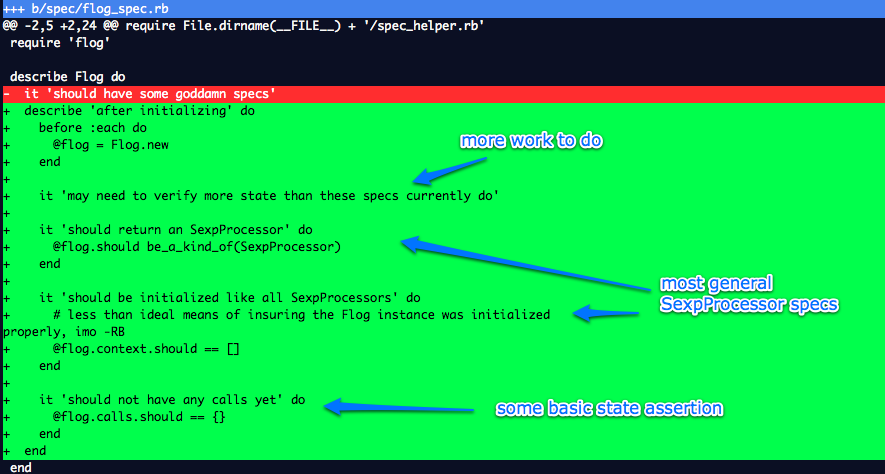 +++ b/spec/flog_spec.rb
@@ -2,5 +2,24 @@ require File.dirname(__FILE__) + '/spec_helper.rb'
 require 'flog'

 describe Flog do
-  it 'should have some goddamn specs'
+  describe 'after initializing' do
+    before :each do
+      @flog = Flog.new
+    end
+
+    it 'may need to verify more state than these specs currently do'
+
+    it 'should return an SexpProcessor' do
+      @flog.should be_a_kind_of(SexpProcessor)
+    end
+
+    it 'should be initialized like all SexpProcessors' do
+      # less than ideal means of insuring the Flog instance was initialized
properly, imo -RB
+      @flog.context.should == []
+    end
+
+    it 'should not have any calls yet' do
+      @flog.calls.should == {}
+    end
+  end
 end
more work to do
most general
SexpProcessor specs
some basic state assertion